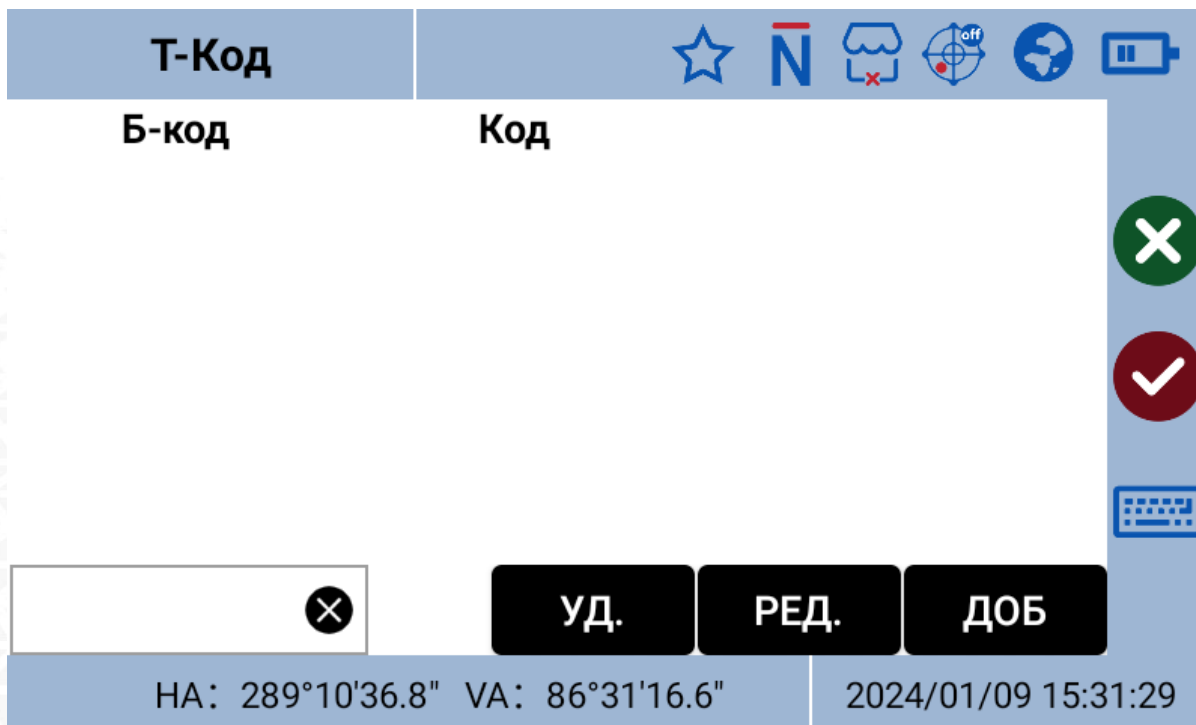 Т-Код
N
off
Б-код Код
УД. РЕД. ДОБ
HA: 289°10'36.8" VA: 86°31'16.6" 2024/01/09 15:31:29